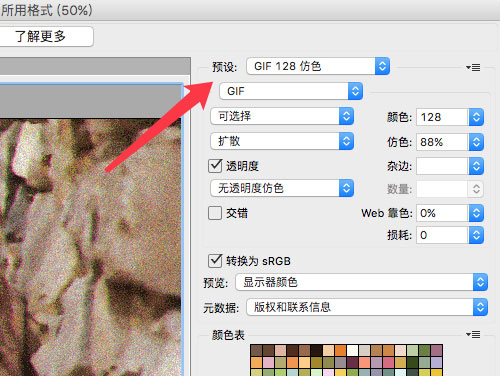 所用格式 (50%)
了解更多
预设: GIF 128 仿色
GIF
可选择 颜色: 128
扩散 仿色: 88%
透明度 杂边:
无透明度仿色 数量:
交错 Web 靠色: 0%
损耗: 0
转换为 sRGB
预览: 显示器颜色
元数据: 版权和联系信息
颜色表